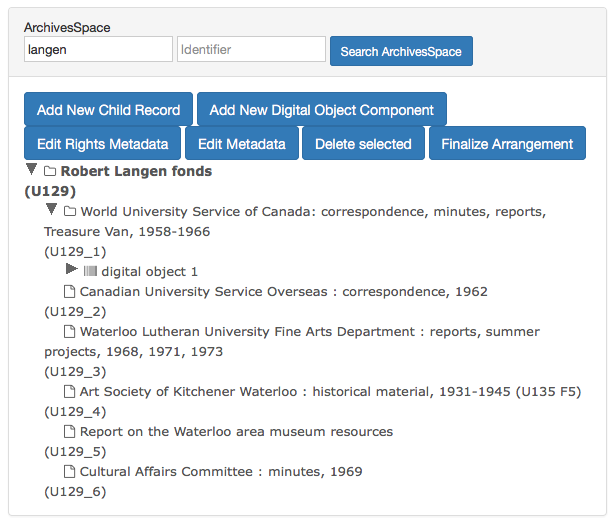 ArchivesSpace
langen Identifier Search ArchivesSpace
Add New Child Record Add New Digital Object Component
Edit Rights Metadata Edit Metadata Delete selected Finalize Arrangement
Robert Langen fonds
(U129)
World University Service of Canada: correspondence, minutes, reports,
Treasure Van, 1958-1966
(U129_1)
digital object 1
Canadian University Service Overseas : correspondence, 1962
(U129_2)
Waterloo Lutheran University Fine Arts Department : reports, summer
projects, 1968, 1971, 1973
(U129_3)
Art Society of Kitchener Waterloo : historical material, 1931-1945 (U135 F5)
(U129_4)
Report on the Waterloo area museum resources
(U129_5)
Cultural Affairs Committee : minutes, 1969
(U129_6)